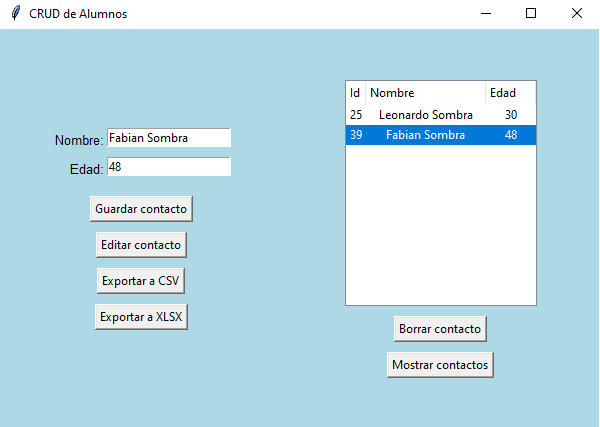 CRUD de Alumnos
Nombre: Fabian Sombra
Edad: 48
Guardar contacto
Editar contacto
Exportar a CSV
Exportar a XLSX
Id Nombre Edad
25 Leonardo Sombra 30
39 Fabian Sombra 48
Borrar contacto
Mostrar contactos